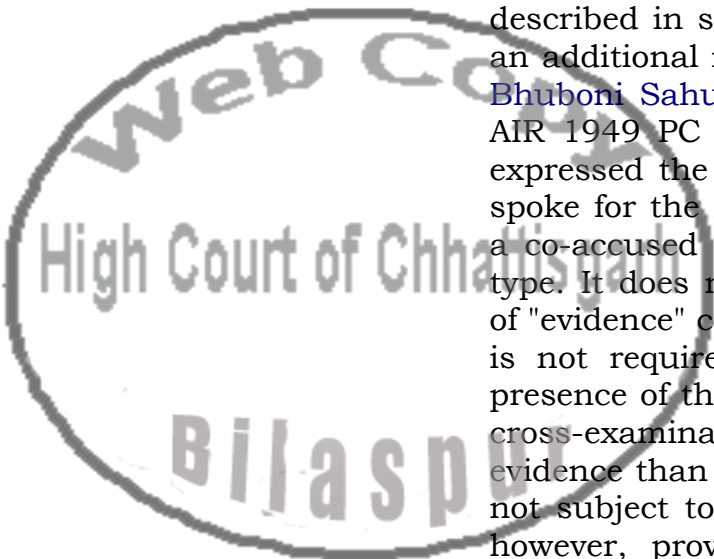 Web Copy
High Court of Chhattisgarh
Bilaspur
described in s
an additional
Bhuboni Sahu
AIR 1949 PC
expressed the
spoke for the
a co-accused
type. It does
of "evidence" c
is not require
presence of th
cross-examina
evidence than
not subject to
however, prov